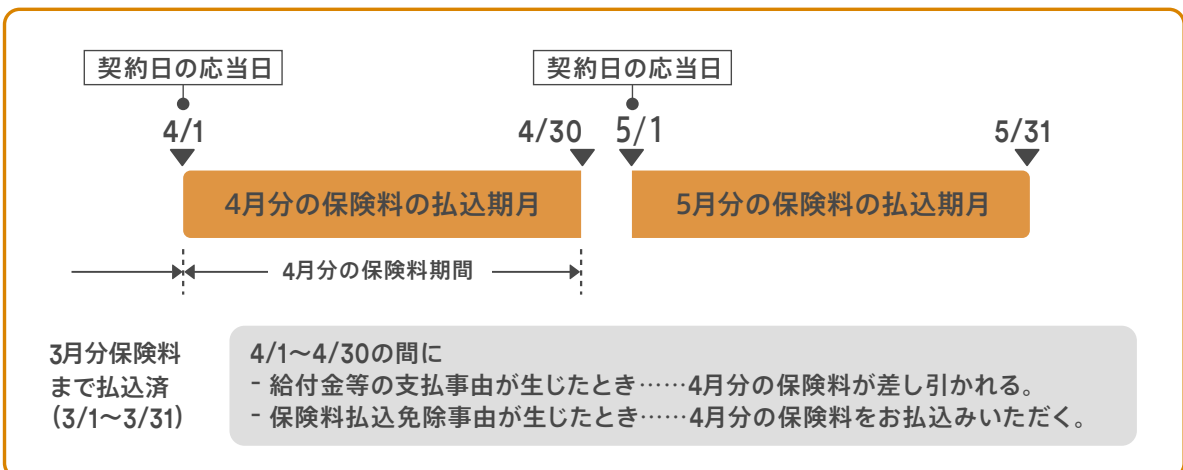 契約日の応当日 契約日の応当日
4/1 4/30 5/1 5/31
4月分の保険料の払込期月 5月分の保険料の払込期月
4月分の保険料期間
3月分保険料
まで払込済
(3/1〜3/31)
4/1〜4/30の間に
- 給付金等の支払事由が生じたとき……4月分の保険料が差し引かれる。
- 保険料払込免除事由が生じたとき……4月分の保険料をお払込みいただく。